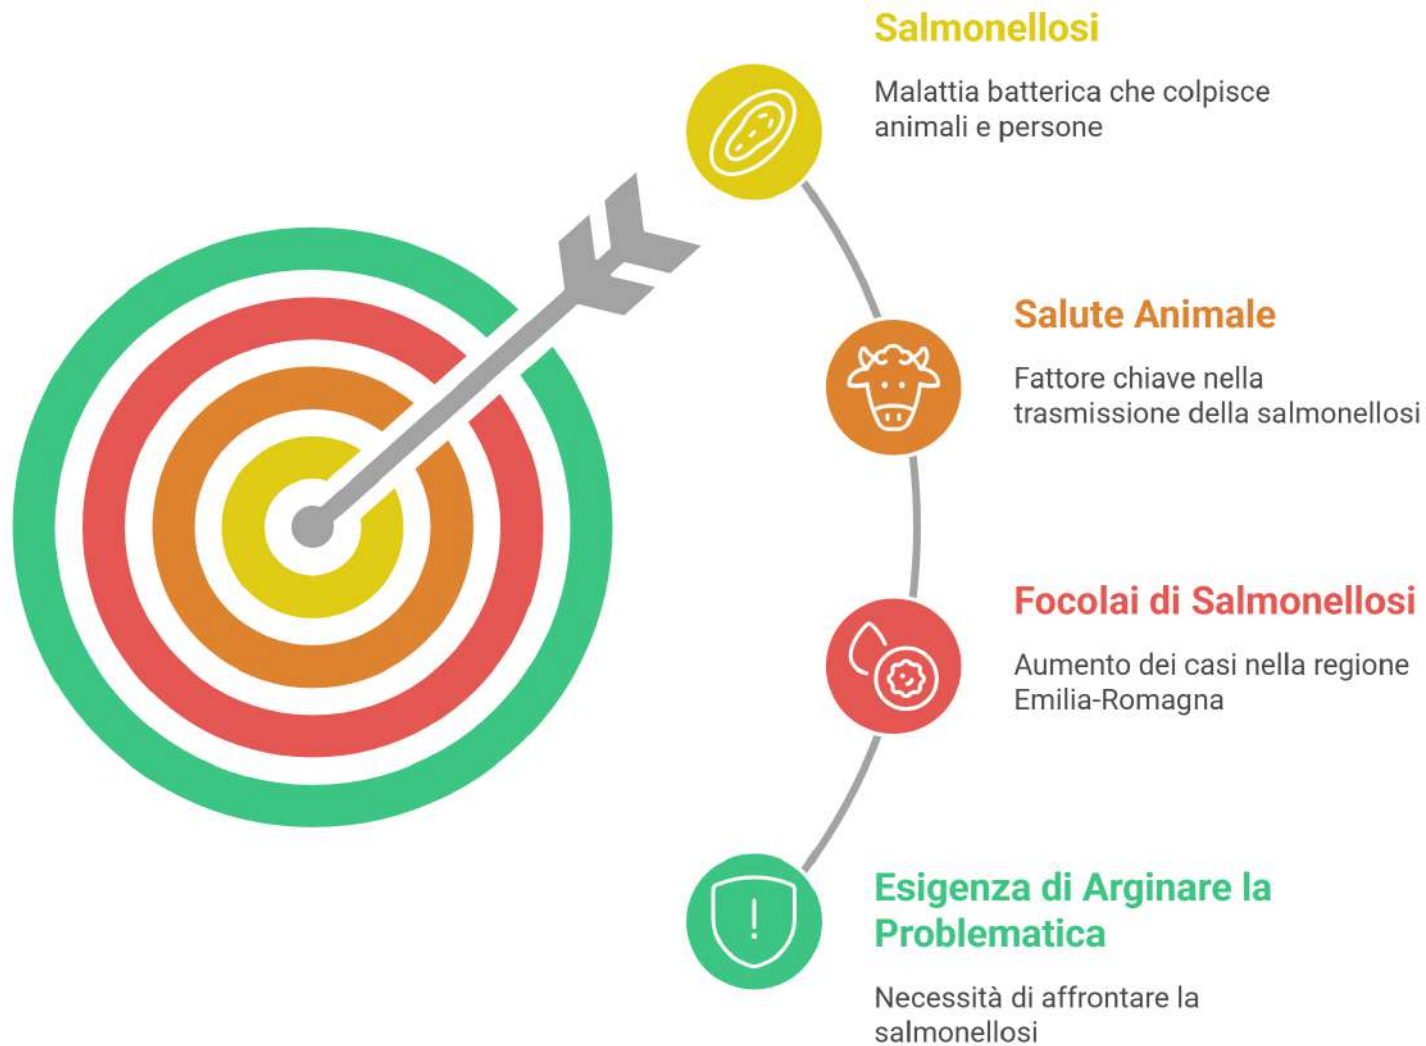 Salmonellosi
Malattia batterica che colpisce
animali e persone
Salute Animale
Fattore chiave nella
trasmissione della salmonellosi
Focolai di Salmonellosi
Aumento dei casi nella regione
Emilia-Romagna
Esigenza di Arginare la
Problematica
Necessità di affrontare la
salmonellosi